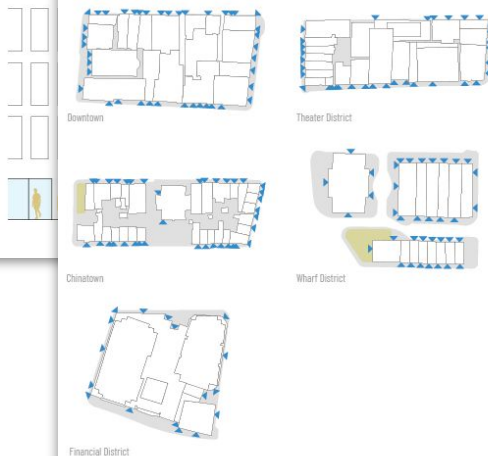 Downtown
Theater District
Chinatown
Wharf District
Financial District